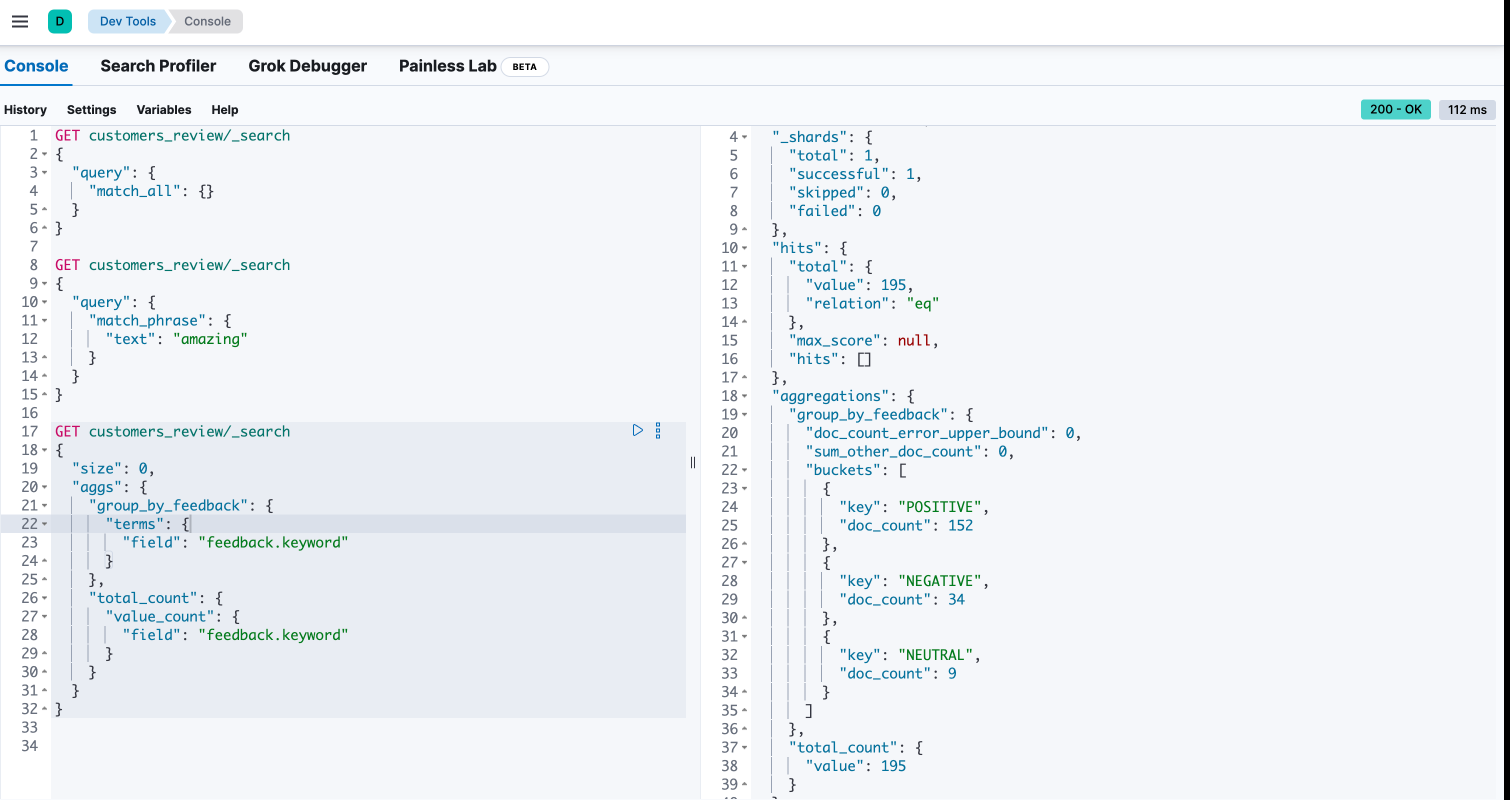 D Dev Tools Console
Console Search Profiler Grok Debugger Painless Lab BETA
History Settings Variables Help 200 - OK 112 ms
1 GET customers_review/_search
2 {
3 "query": {
4 "match_all": {}
5 }
6 }
7
8 GET customers_review/_search
9 {
10 "query": {
11 "match_phrase": {
12 "text": "amazing"
13 }
14 }
15 }
16
17 GET customers_review/_search
18 {
19 "size": 0,
20 "aggs": {
21 "group_by_feedback": {
22 "terms": {
23 "field": "feedback.keyword"
24 }
25 },
26 "total_count": {
27 "value_count": {
28 "field": "feedback.keyword"
29 }
30 }
31 }
32 }
33
34
4 "_shards": {
5 "total": 1,
6 "successful": 1,
7 "skipped": 0,
8 "failed": 0
9 },
10 "hits": {
11 "total": {
12 "value": 195,
13 "relation": "eq"
14 },
15 "max_score": null,
16 "hits": []
17 },
18 "aggregations": {
19 "group_by_feedback": {
20 "doc_count_error_upper_bound": 0,
21 "sum_other_doc_count": 0,
22 "buckets": [
23 {
24 "key": "POSITIVE",
25 "doc_count": 152
26 },
27 {
28 "key": "NEGATIVE",
29 "doc_count": 34
30 },
31 {
32 "key": "NEUTRAL",
33 "doc_count": 9
34 }
35 ]
36 },
37 "total_count": {
38 "value": 195
39 }